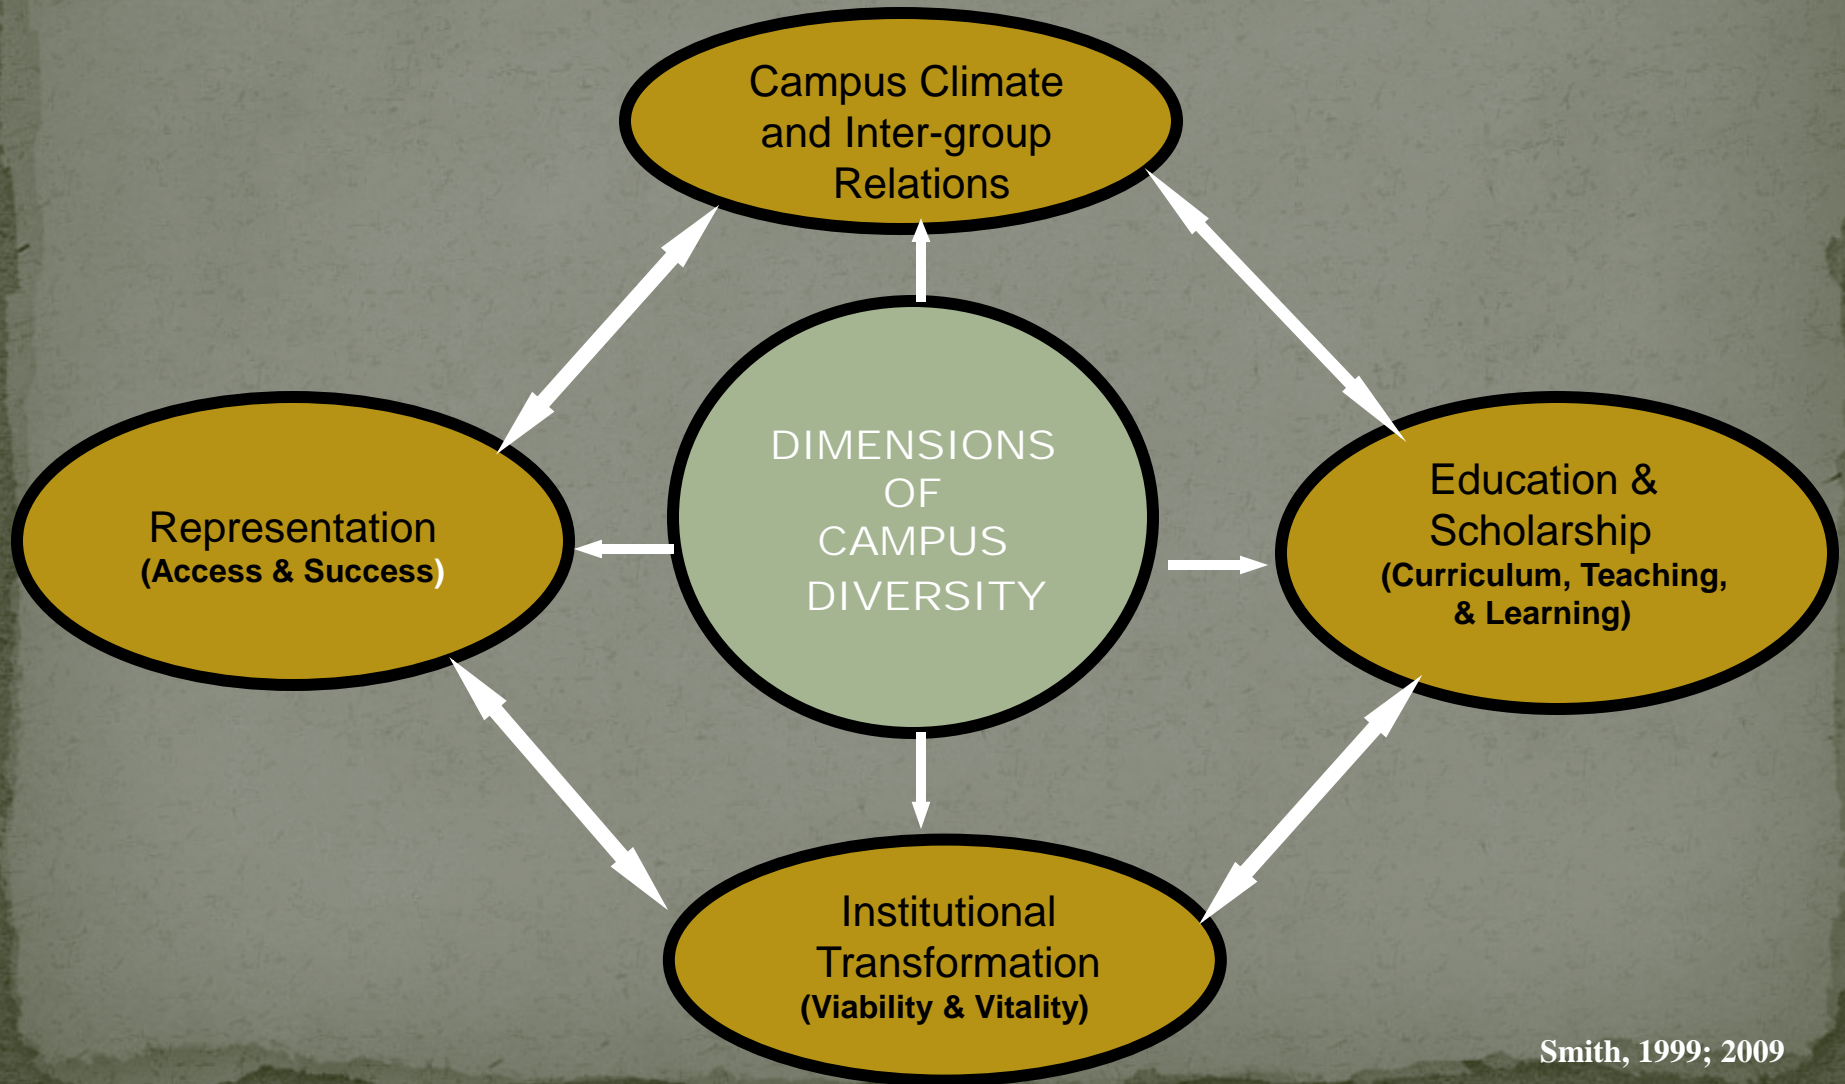 Campus Climate
and Inter-group
Relations
DIMENSIONS
OF
CAMPUS
DIVERSITY
Representation
(Access & Success)
Education &
Scholarship
(Curriculum, Teaching,
& Learning)
Institutional
Transformation
(Viability & Vitality)
Smith, 1999; 2009